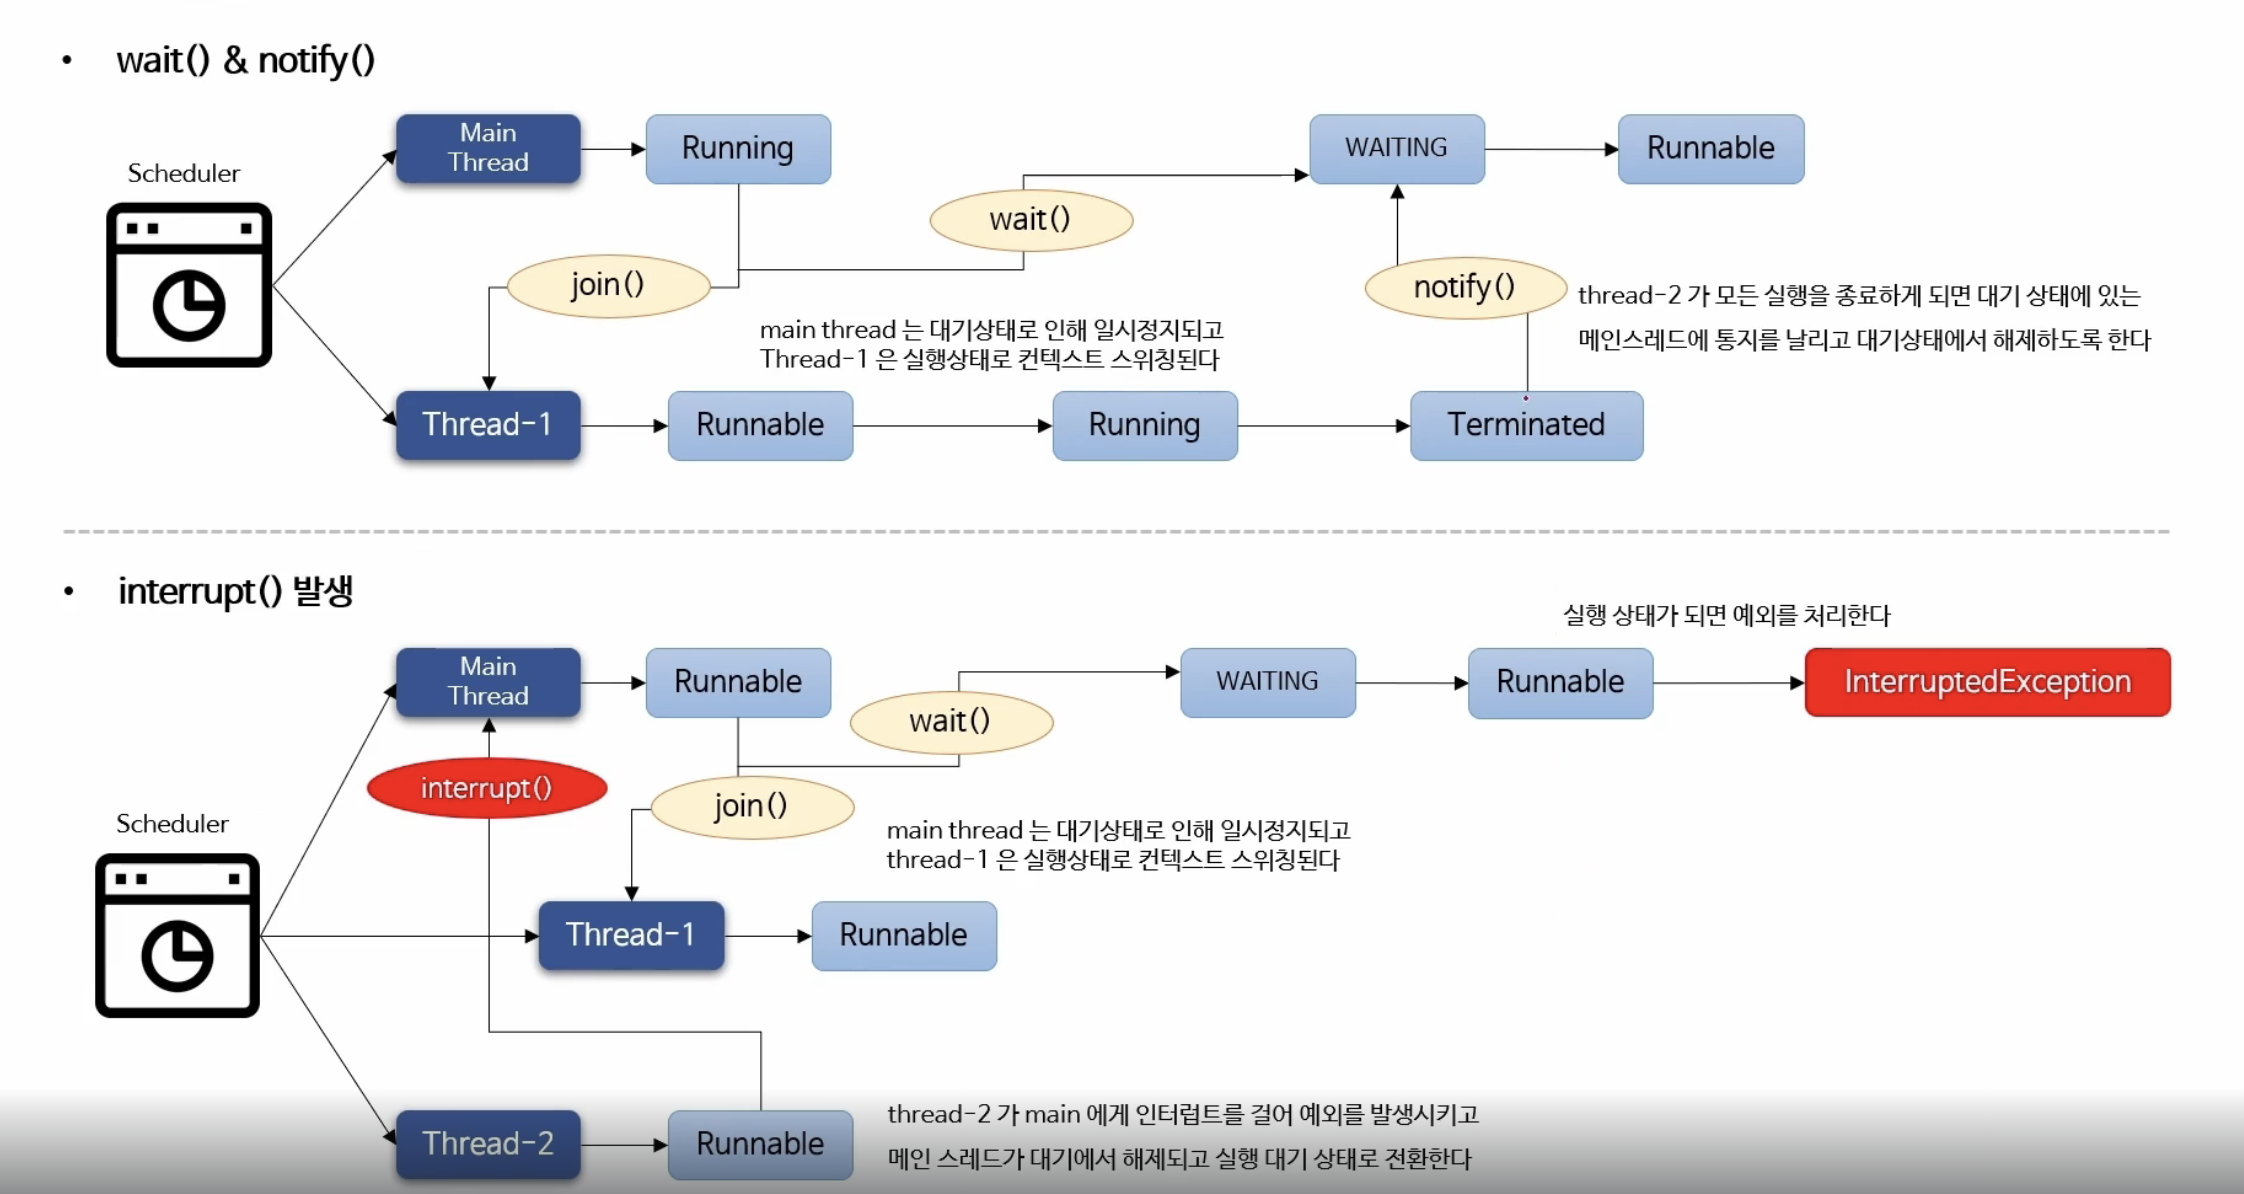 • wait() & notify()
Scheduler
Main
Thread
Running
WAITING
Runnable
wait()
join()
notify()
main thread 는 대기상태로 인해 일시정지되고
Thread-1 은 실행상태로 컨텍스트 스위칭된다
thread-2 가 모든 실행을 종료하게 되면 대기 상태에 있는
메인스레드에 통지를 날리고 대기상태에서 해제하도록 한다
Thread-1
Runnable
Running
Terminated
• interrupt() 발생
실행 상태가 되면 예외를 처리한다
Main
Thread
Runnable
WAITING
Runnable
InterruptedException
wait()
interrupt()
join()
Scheduler
main thread 는 대기상태로 인해 일시정지되고
thread-1 은 실행상태로 컨텍스트 스위칭된다
Thread-1
Runnable
Thread-2
Runnable
thread-2 가 main 에게 인터럽트를 걸어 예외를 발생시키고
메인 스레드가 대기에서 해제되고 실행 대기 상태로 전환한다